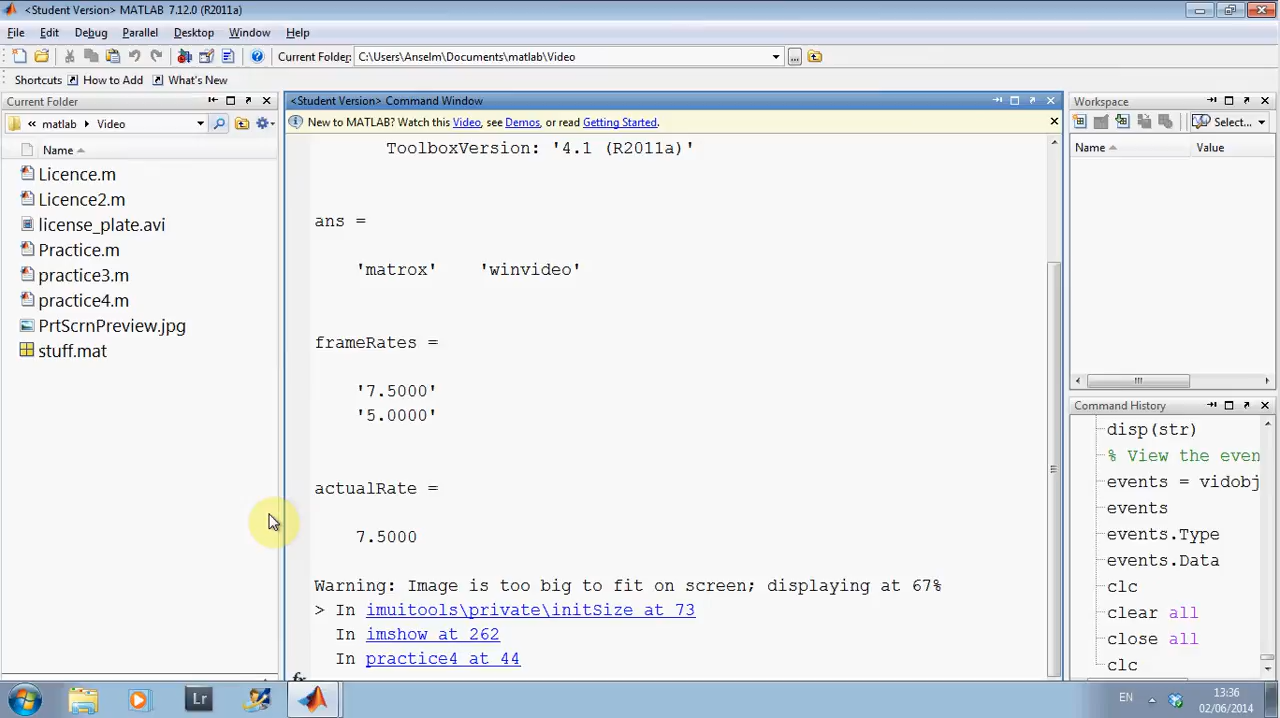 <Student Version> MATLAB 7.12.0 (R2011a)
File Edit Debug Parallel Desktop Window Help
Current Folder: C:\Users\Anselm\Documents\matlab\Video ...
Shortcuts How to Add What's New
Current Folder
« matlab Video
Name
Licence.m
Licence2.m
license_plate.avi
Practice.m
practice3.m
practice4.m
PrtScrnPreview.jpg
stuff.mat
<Student Version> Command Window
New to MATLAB? Watch this Video, see Demos, or read Getting Started.
ToolboxVersion: '4.1 (R2011a)'
ans =
'matrox' 'winvideo'
frameRates =
'7.5000'
'5.0000'
actualRate =
7.5000
Warning: Image is too big to fit on screen; displaying at 67%
> In imuitools\private\initSize at 73
In imshow at 262
In practice4 at 44
Workspace
Select...
Name Value
Command History
disp(str)
% View the even
events = vidobj
events
events.Type
events.Data
clc
clear all
close all
clc
Lr
EN
13:36
02/06/2014